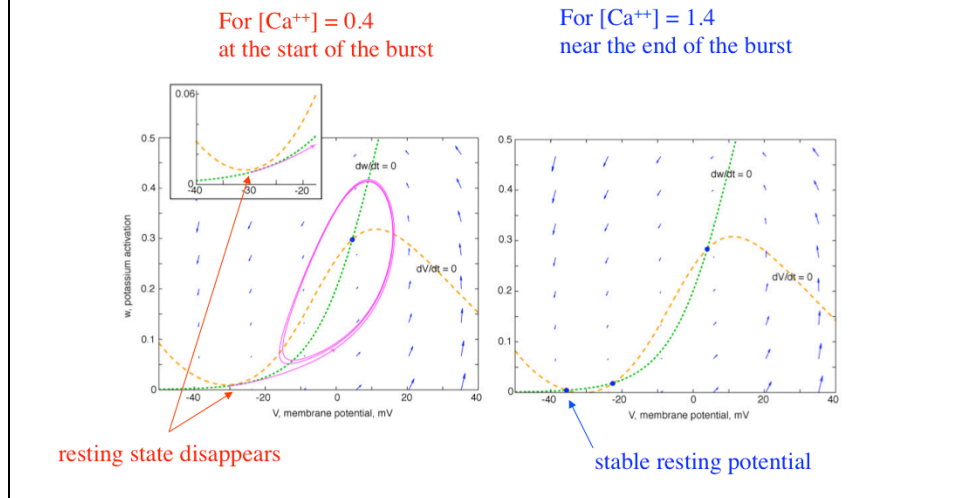 For [Ca++] = 0.4
at the start of the burst
For [Ca++] = 1.4
near the end of the burst
0.06
0
-40
-30
-20
0.5
0.4
0.3
0.2
0.1
0
-40
-20
0
20
40
dw/dt = 0
dV/dt = 0
w, potassium activation
V, membrane potential, mV
0.5
0.4
0.3
0.2
0.1
0
-40
-20
0
20
40
dw/dt = 0
dV/dt = 0
V, membrane potential, mV
resting state disappears
stable resting potential